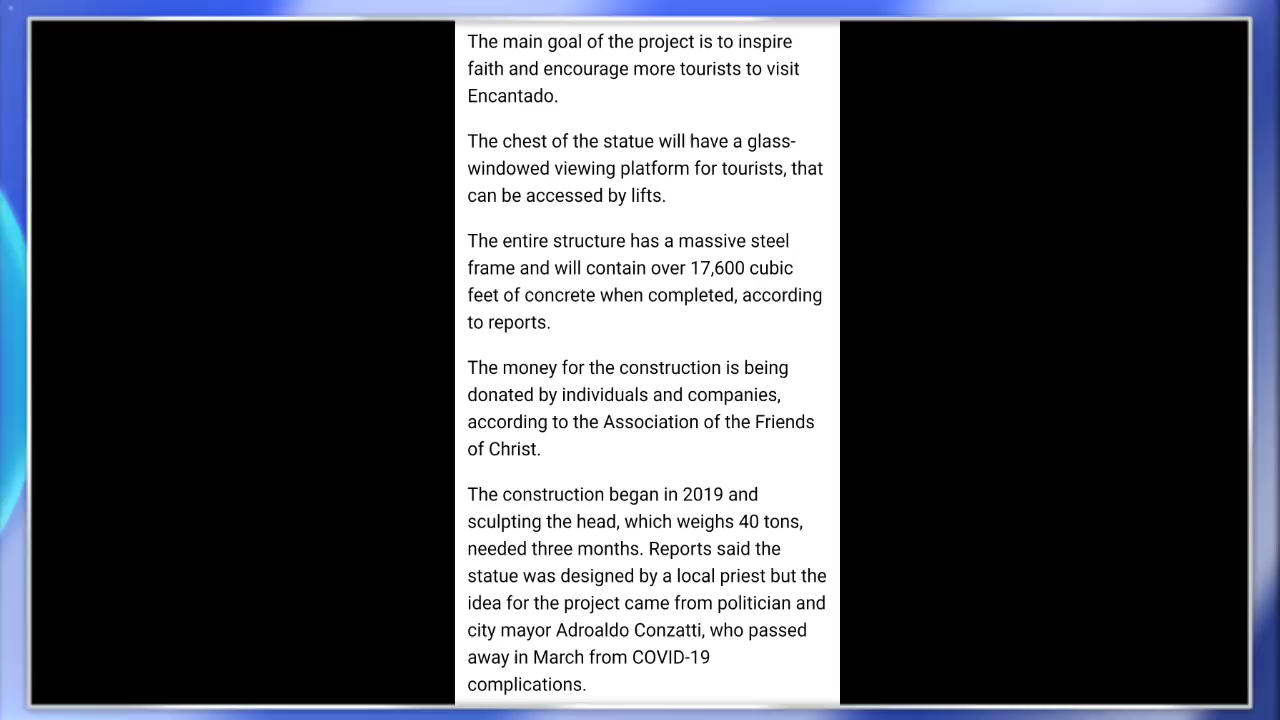 The main goal of the project is to inspire
faith and encourage more tourists to visit
Encantado.
The chest of the statue will have a glass-
windowed viewing platform for tourists, that
can be accessed by lifts.
The entire structure has a massive steel
frame and will contain over 17,600 cubic
feet of concrete when completed, according
to reports.
The money for the construction is being
donated by individuals and companies,
according to the Association of the Friends
of Christ.
The construction began in 2019 and
sculpting the head, which weighs 40 tons,
needed three months. Reports said the
statue was designed by a local priest but the
idea for the project came from politician and
city mayor Adroaldo Conzatti, who passed
away in March from COVID-19
complications.